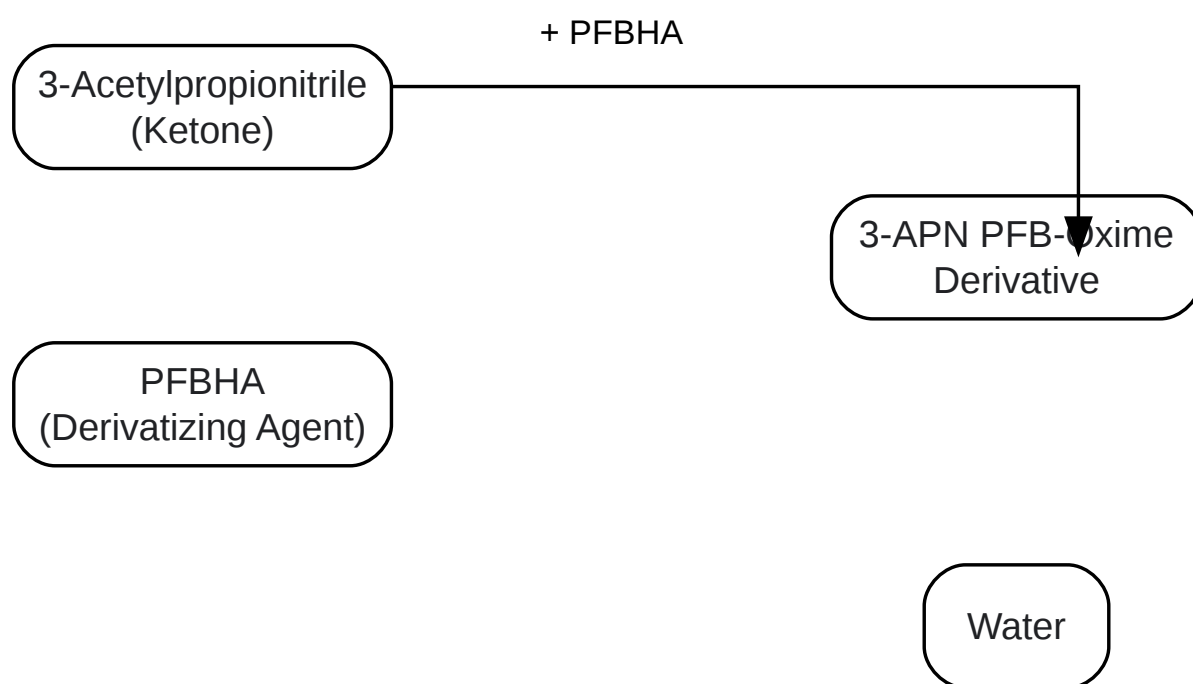 + PFBHA
3-Acetylpropionitrile
(Ketone)
3-APN PFB-Oxime
Derivative
PFBHA
(Derivatizing Agent)
Water